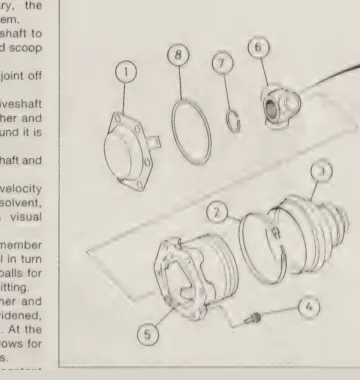 ry, the
em.
shaft to
d scoop
joint off
iveshaft
her and
und it is
haft and
velocity
solvent,
visual
member
l in turn
balls for
itting.
her and
videned,
. At the
ows for
s.
1
8
7
6
2
3
5
4